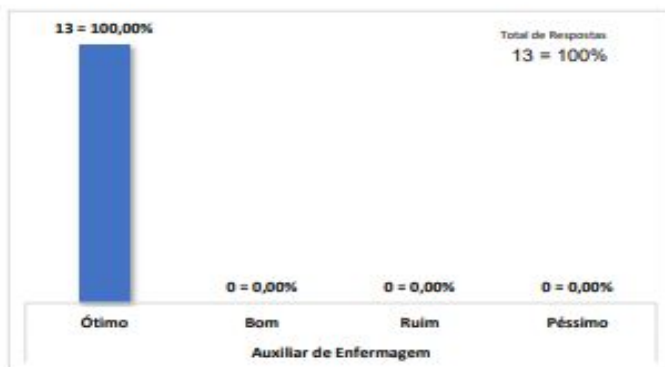 13 = 100,00%
Total de Respostas
13 = 100%
0 = 0,00%
0 = 0,00%
0 = 0,00%
Ótimo
Bom
Ruim
Péssimo
Auxiliar de Enfermagem